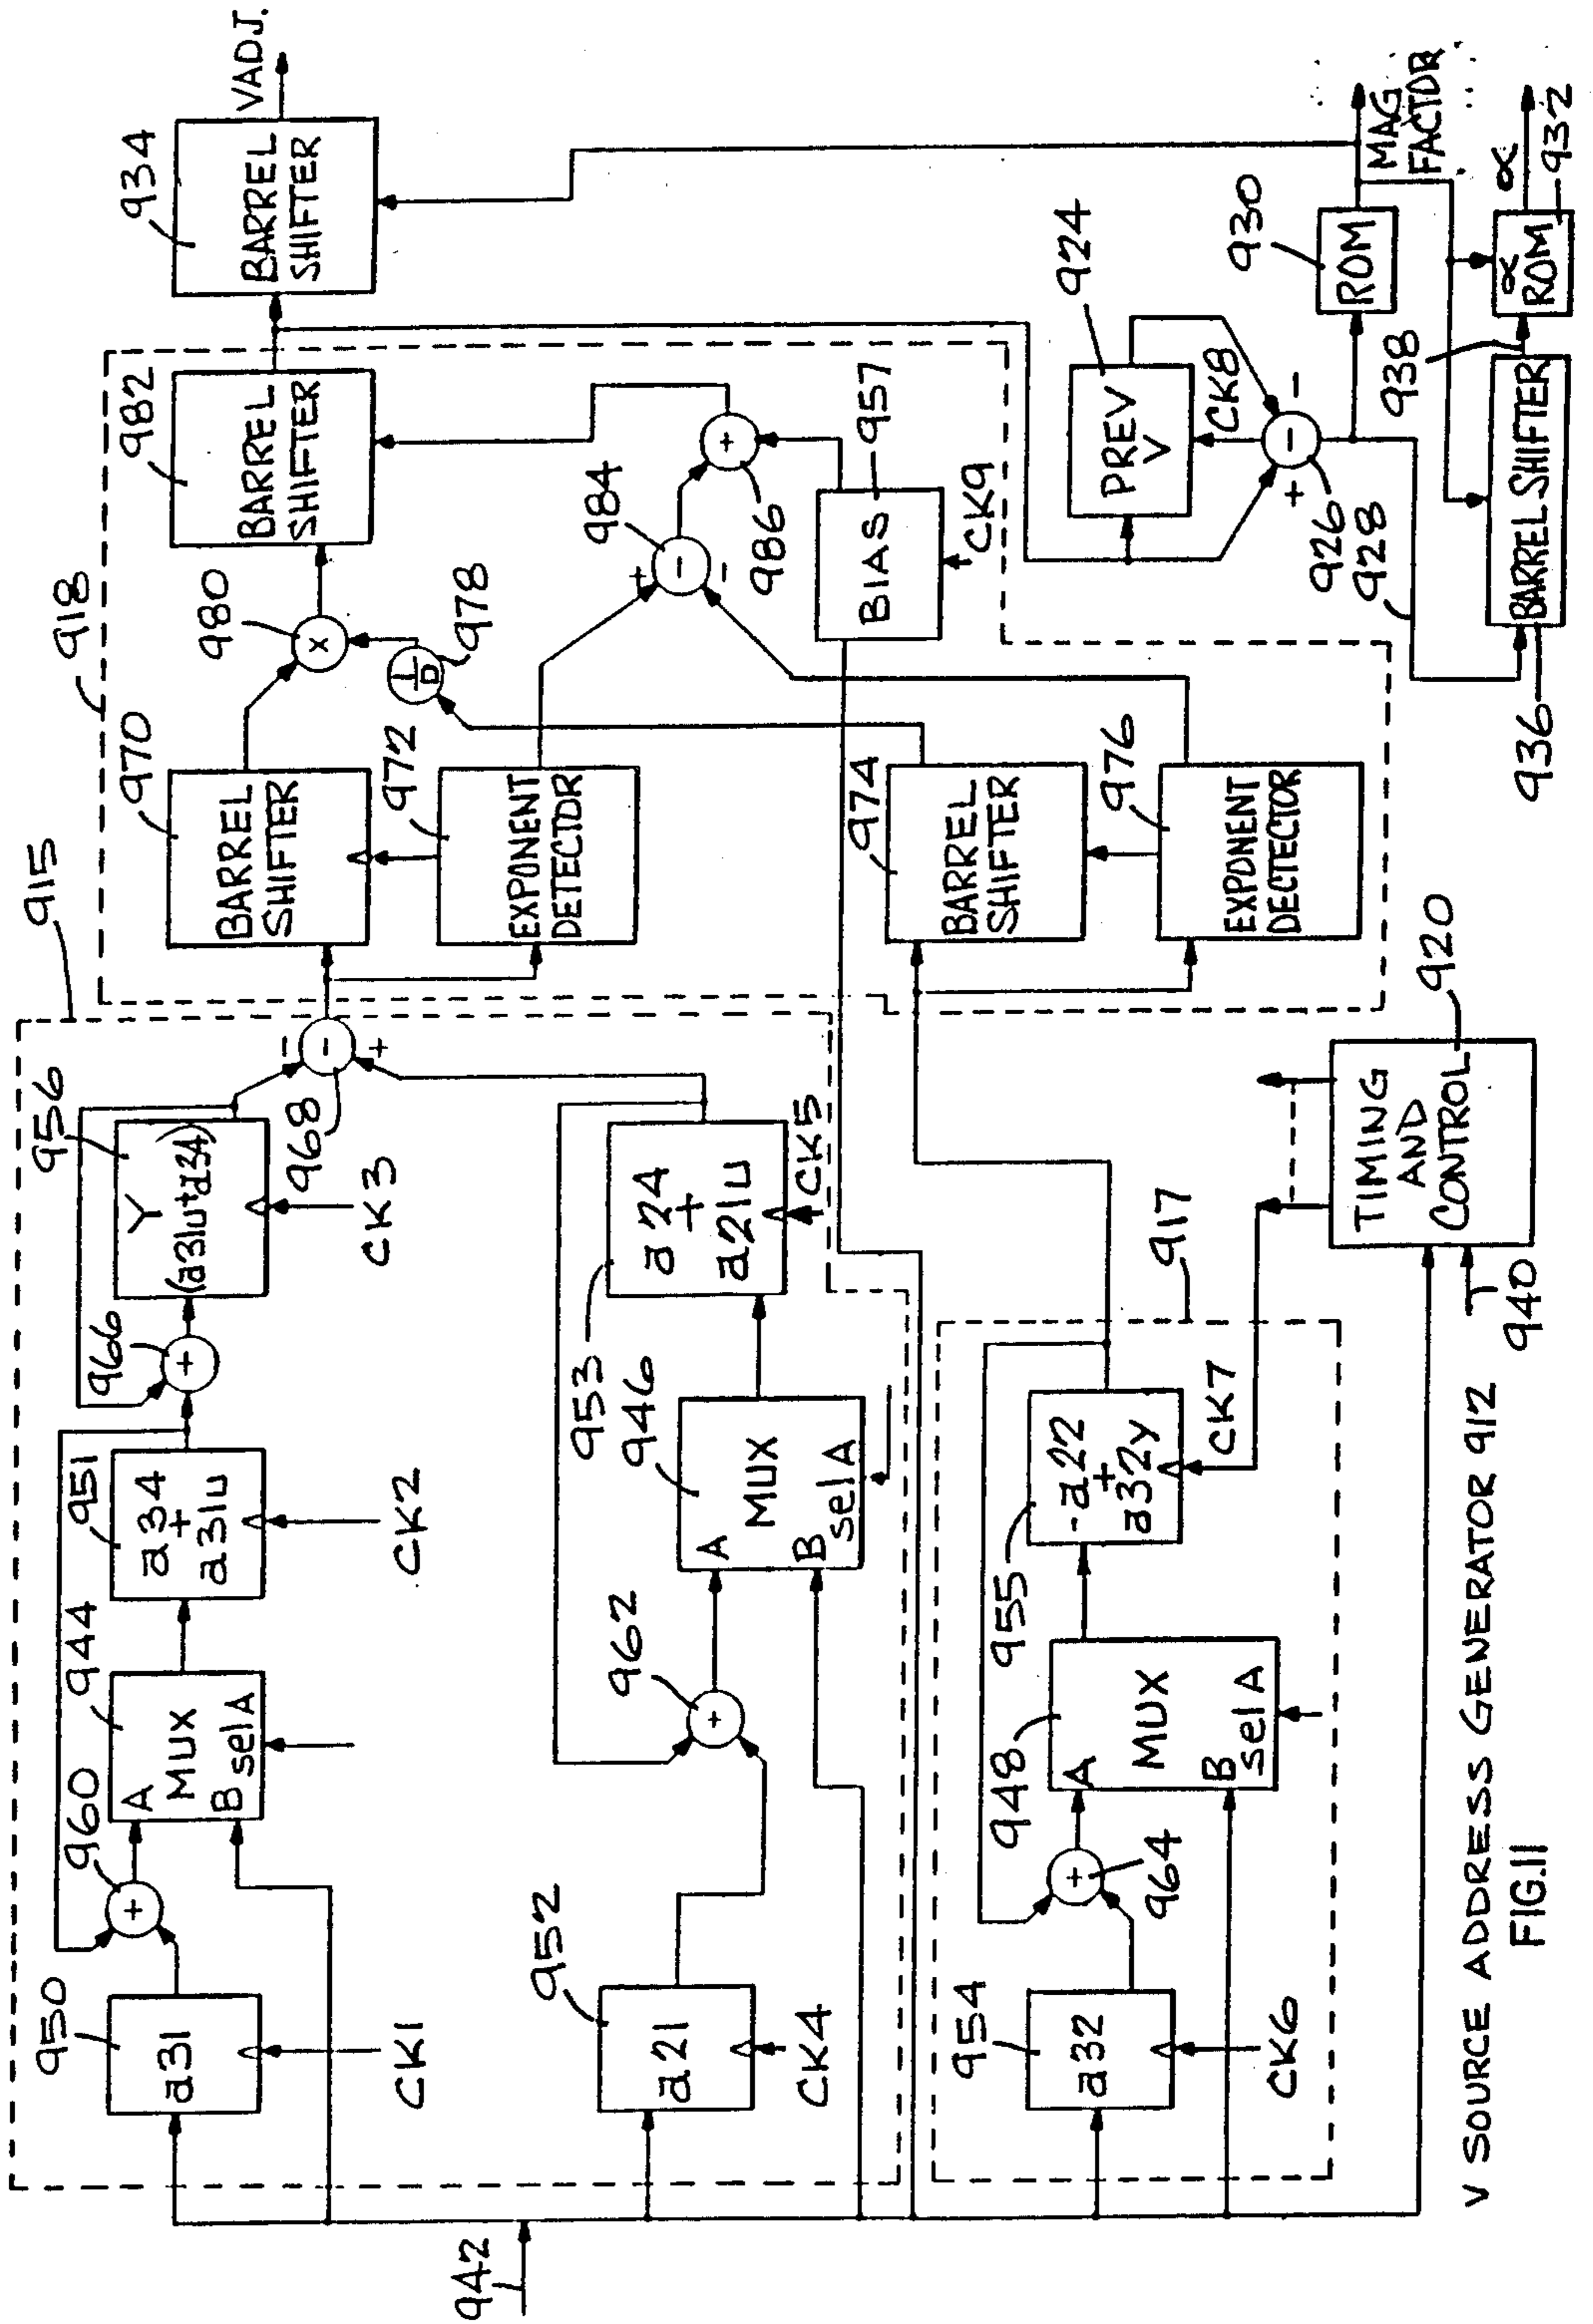 942
950
a31
CK1
960
A
MUX
B
sel A
944
951
a34
+
a31u
CK2
966
+
956
Y
(a31u+a34)
CK3
968
-
-
+
915
952
a21
CK4
962
+
946
A
MUX
B
sel A
953
a24
+
a21u
CK5
954
a32
CK6
964
+
948
A
MUX
B
sel A
955
-a22
+
a32y
CK7
917
940
TIMING
AND
CONTROL
920
918
970
BARREL
SHIFTER
972
EXPONENT
DETECTOR
974
BARREL
SHIFTER
976
EXPONENT
DECTECTOR
978
1/D
980
X
982
BARREL
SHIFTER
984
+
-
-
986
+
BIAS
957
CK9
934
BARREL
SHIFTER
VADJ.
924
PREV
V
CK8
+
-
-
926
928
930
ROM
MAG
FACTOR
936
BARREL SHIFTER
938
α
ROM
932
α
V SOURCE ADDRESS GENERATOR 912
FIG.11